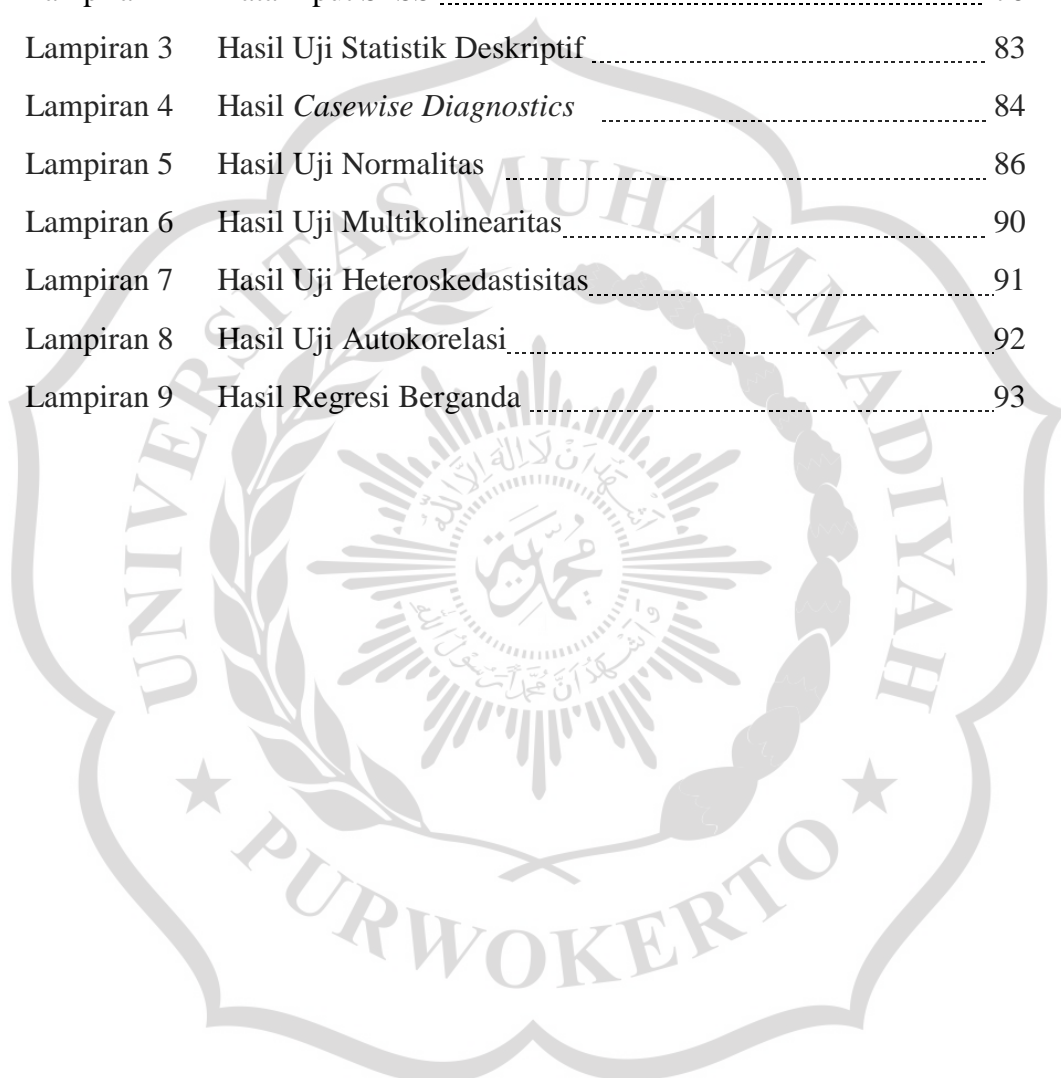 Lampiran 3 Hasil Uji Statistik Deskriptif 83
Lampiran 4 Hasil Casewise Diagnostics 84
Lampiran 5 Hasil Uji Normalitas 86
Lampiran 6 Hasil Uji Multikolinearitas 90
Lampiran 7 Hasil Uji Heteroskedastisitas 91
Lampiran 8 Hasil Uji Autokorelasi 92
Lampiran 9 Hasil Regresi Berganda 93
UNIVERSITAS MUHAMMADIYAH
PURWOKERTO